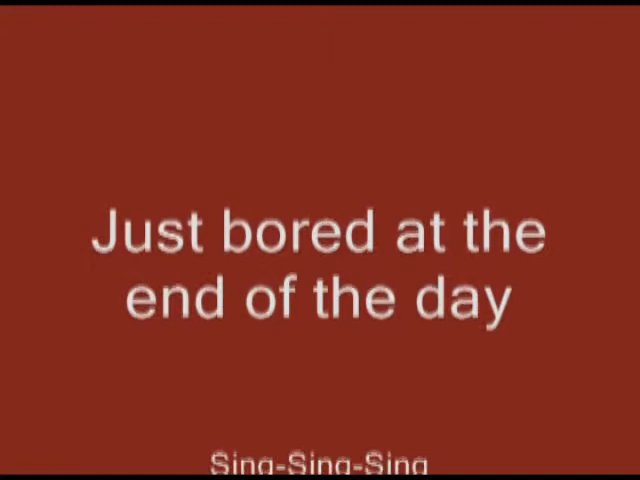 Just bored at the
end of the day
Sing-Sing-Sing